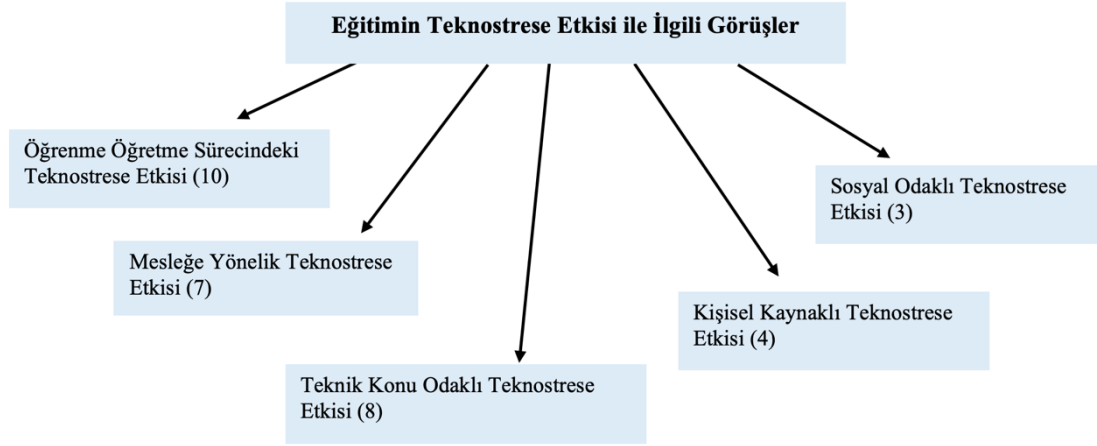 Eğitimin Teknostrese Etkisi ile İlgili Görüşler
Öğrenme Öğretme Sürecindeki
Teknostrese Etkisi (10)
Mesleğe Yönelik Teknostrese
Etkisi (7)
Teknik Konu Odaklı Teknostrese
Etkisi (8)
Kişisel Kaynaklı Teknostrese
Etkisi (4)
Sosyal Odaklı Teknostrese
Etkisi (3)